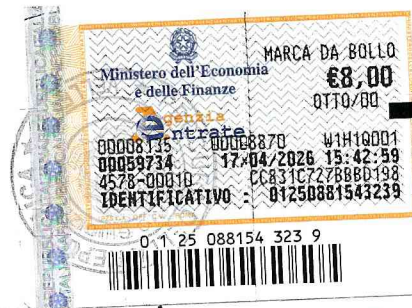 MARCA DA BOLLO
Ministero dell'Economia
e delle Finanze
€8,00
OTTO/00
Agenzia
Entrate
00008135 00008870 W1H1Q001
00059734 17/04/2026 15:42:59
4578-00010 CC831C727BBBD198
IDENTIFICATIVO : 01250881543239
0 1 25 088154 323 9